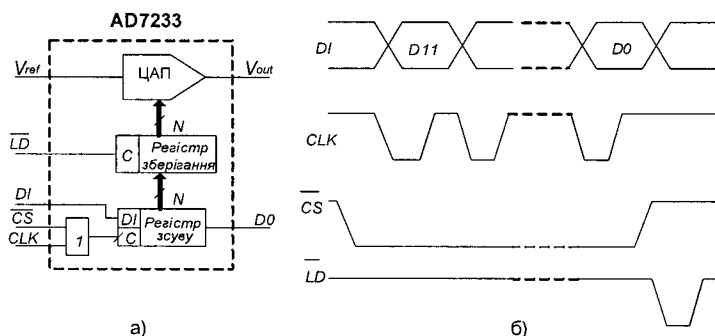 AD7233
Vref
ЦАП
Vout
N
LD
C
Регістр
зберігання
N
DI
CS
CLK
1
DI
C
Регістр
зсуву
D0
а)
DI
D11
D0
CLK
CS
LD
б)